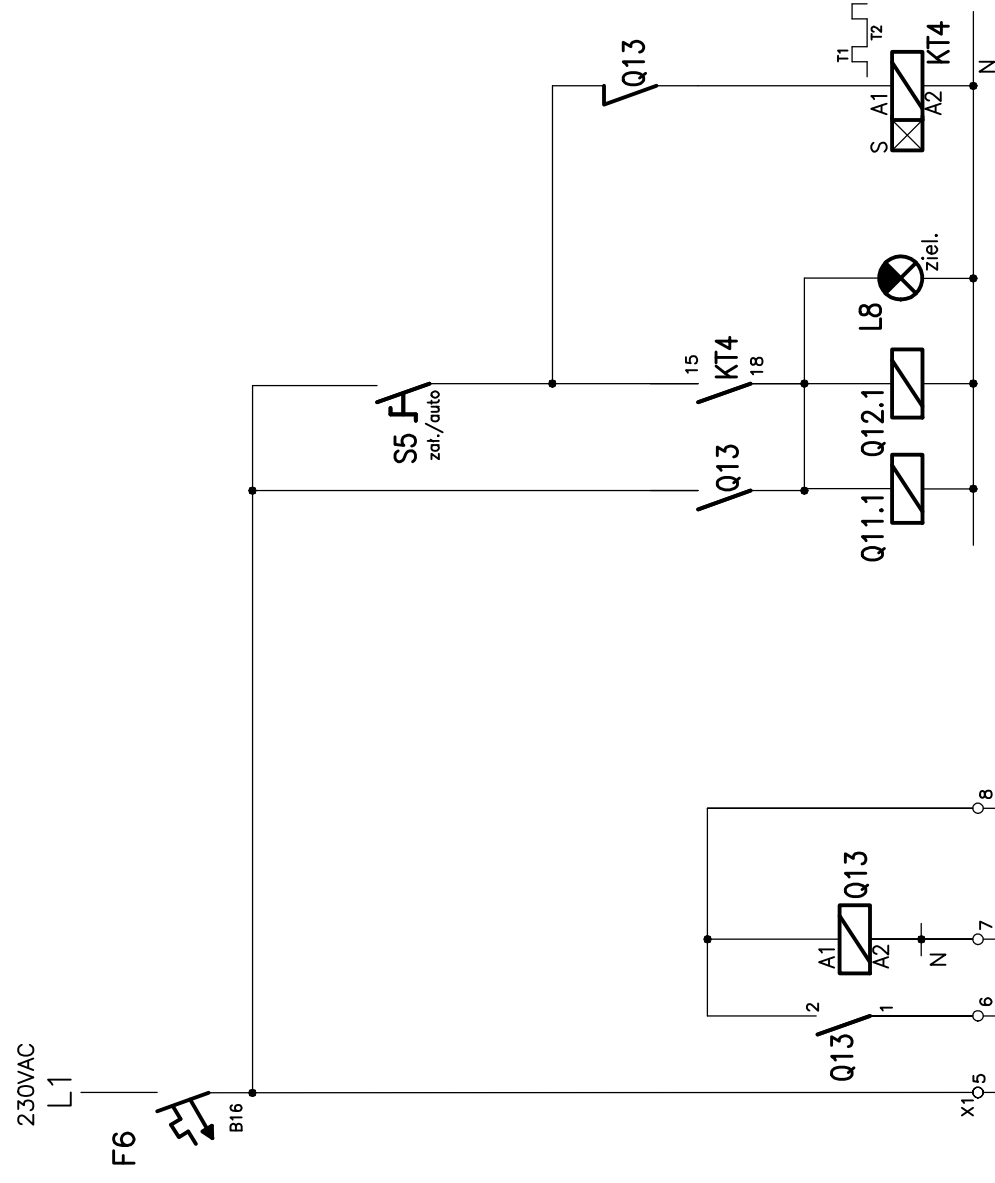 230VAC
L1
F6
B16
S5
zał./auto
Q13
T1
T2
S
A1
A2
KT4
N
15
KT4
18
Q13
L8
ziel.
Q12.1
Q11.1
Q13
2
1
A1
A2
Q13
N
X1
5
6
7
8